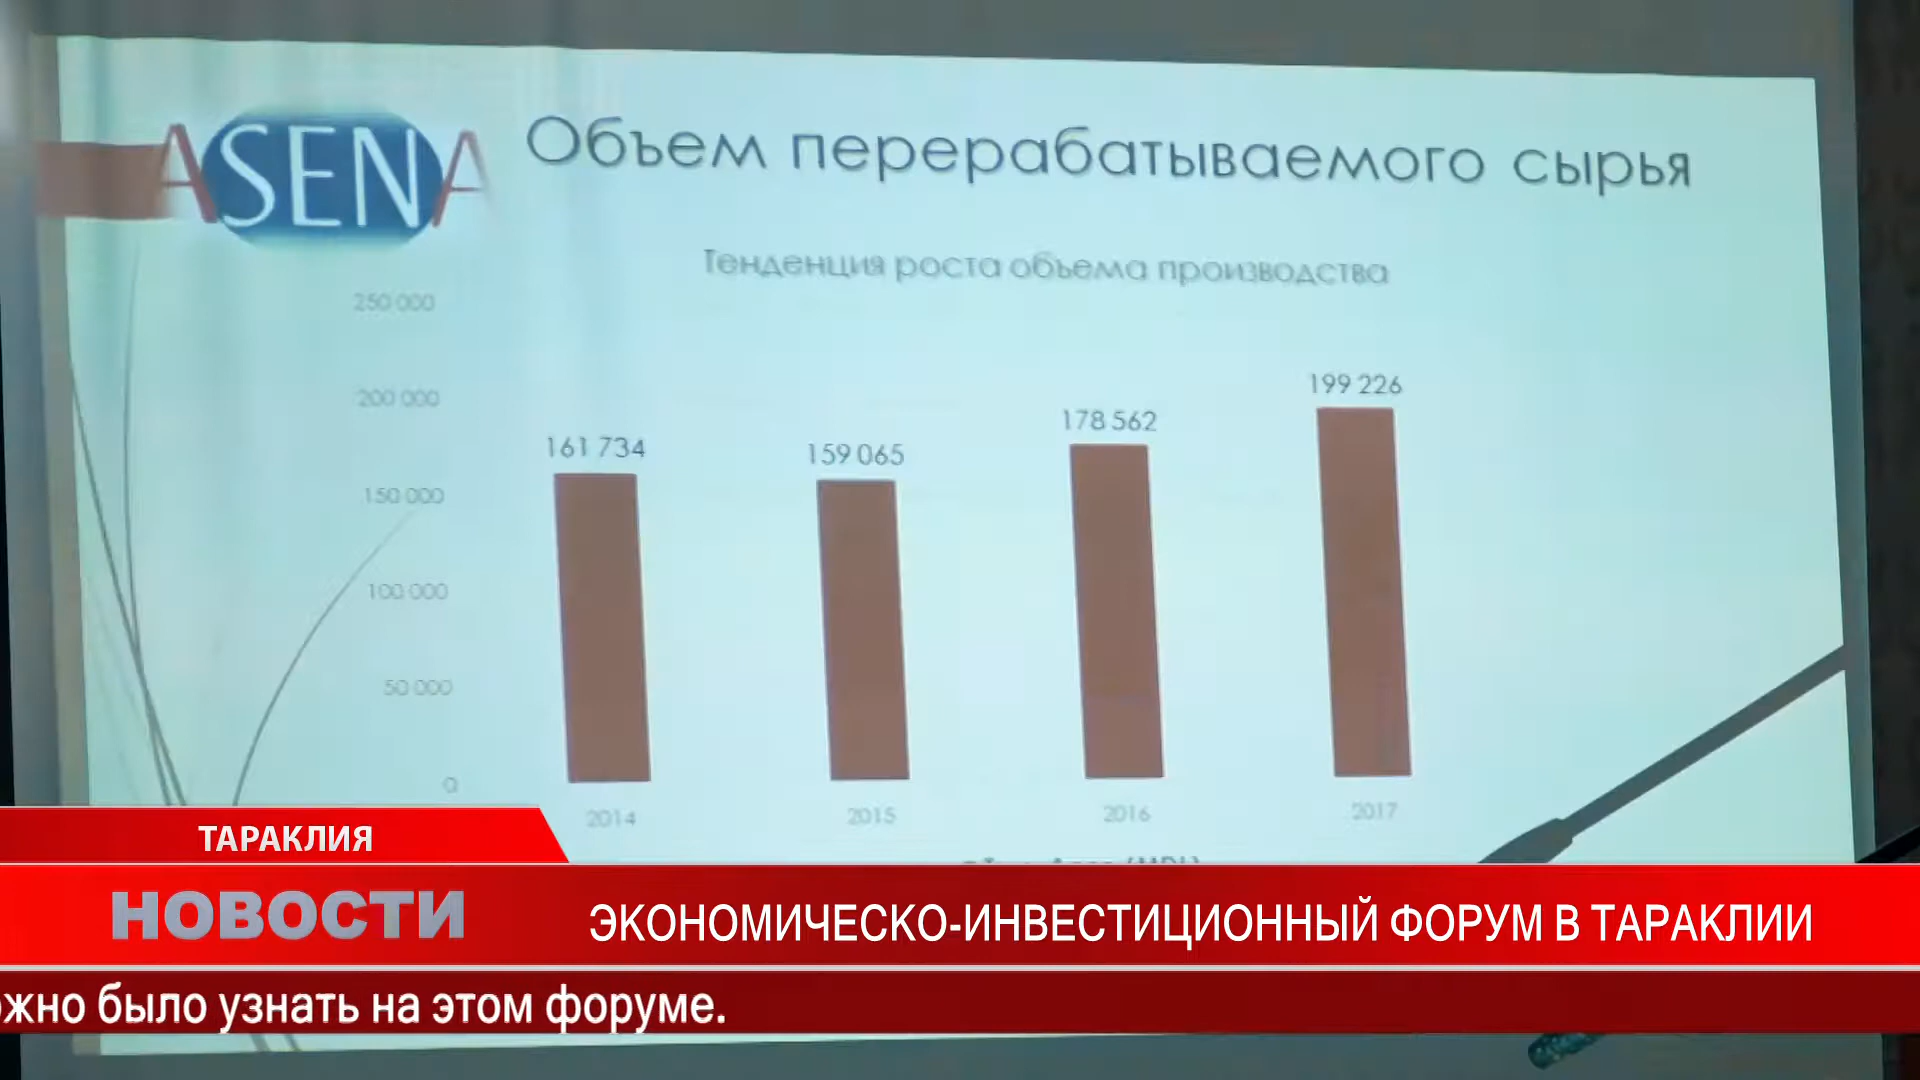 ASENA
Объем перерабатываемого сырья
Тенденция роста объема производства
250 000
200 000
150 000
100 000
50 000
0
161 734
159 065
178 562
199 226
2014
2015
2016
2017
ТАРАКЛИЯ
НОВОСТИ
ЭКОНОМИЧЕСКО-ИНВЕСТИЦИОННЫЙ ФОРУМ В ТАРАКЛИИ
было узнать на этом форуме.